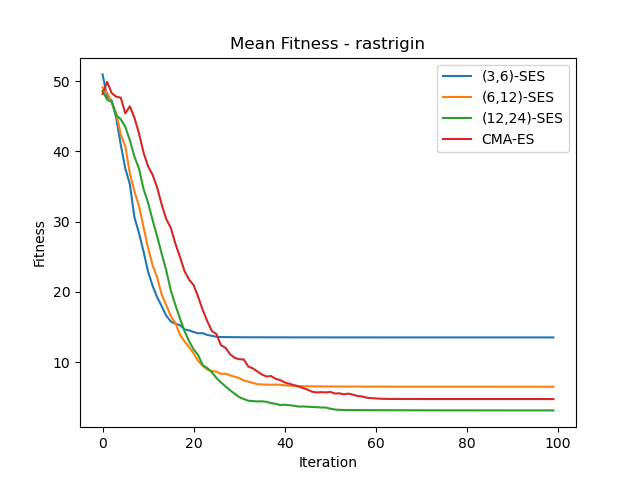 Mean Fitness - rastrigin
(3,6)-SES
(6,12)-SES
(12,24)-SES
CMA-ES
Fitness
50
40
30
20
10
0 20 40 60 80 100
Iteration